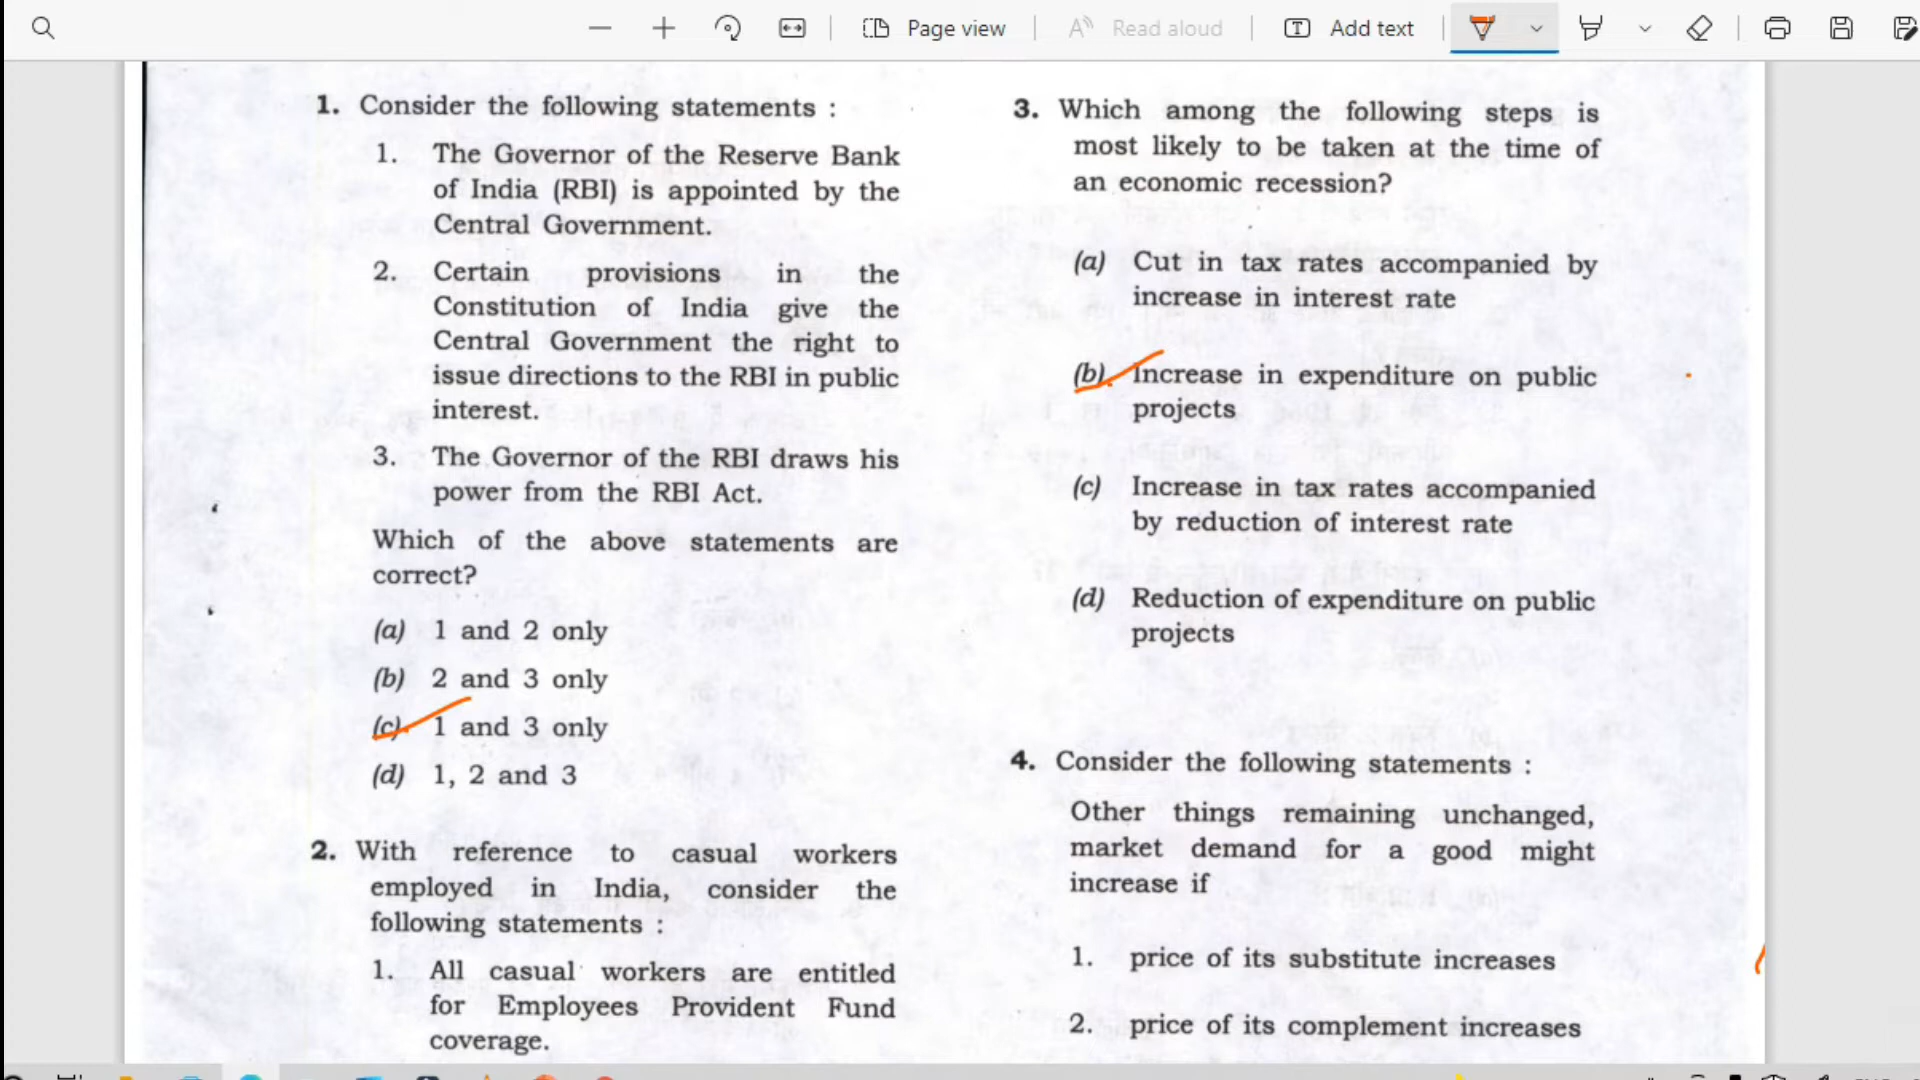 Page view
Read aloud
Add text
1. Consider the following statements :
1. The Governor of the Reserve Bank
of India (RBI) is appointed by the
Central Government.
2. Certain provisions in the
Constitution of India give the
Central Government the right to
issue directions to the RBI in public
interest.
3. The Governor of the RBI draws his
power from the RBI Act.
Which of the above statements are
correct?
(a) 1 and 2 only
(b) 2 and 3 only
(c) 1 and 3 only
(d) 1, 2 and 3
2. With reference to casual workers
employed in India, consider the
following statements :
1. All casual workers are entitled
for Employees Provident Fund
coverage.
3. Which among the following steps is
most likely to be taken at the time of
an economic recession?
(a) Cut in tax rates accompanied by
increase in interest rate
(b) Increase in expenditure on public
projects
(c) Increase in tax rates accompanied
by reduction of interest rate
(d) Reduction of expenditure on public
projects
4. Consider the following statements :
Other things remaining unchanged,
market demand for a good might
increase if
1. price of its substitute increases
2. price of its complement increases